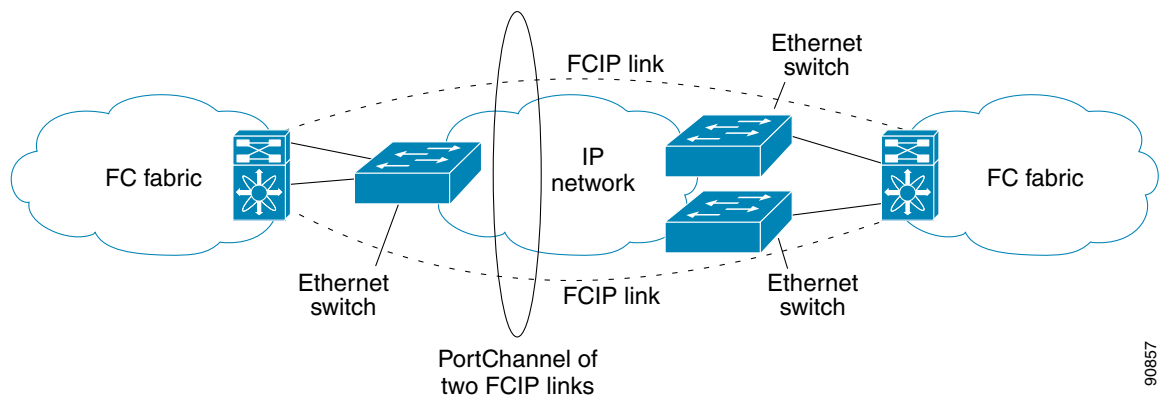 Ethernet
switch
FCIP link
FC fabric
IP
network
FC fabric
Ethernet
switch
FCIP link
Ethernet
switch
PortChannel of
two FCIP links
90857